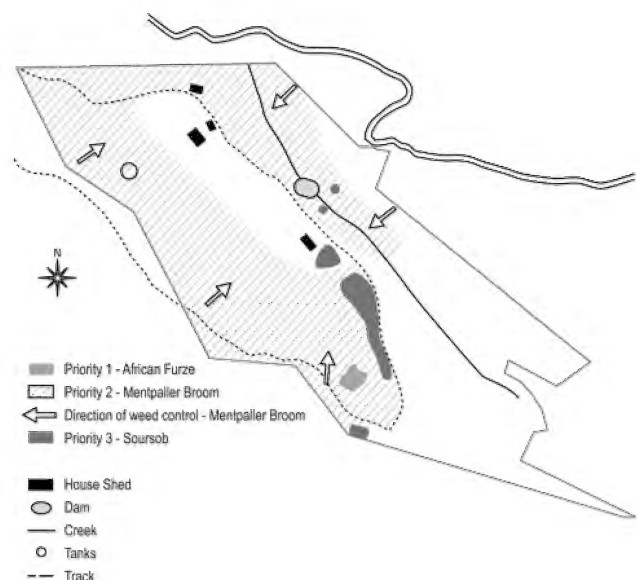 N
Priority 1 - African Furze
Priority 2 - Mentpaller Broom
Direction of weed control - Mentpaller Broom
Priority 3 - Soursob
House Shed
Dam
Creek
Tanks
Track